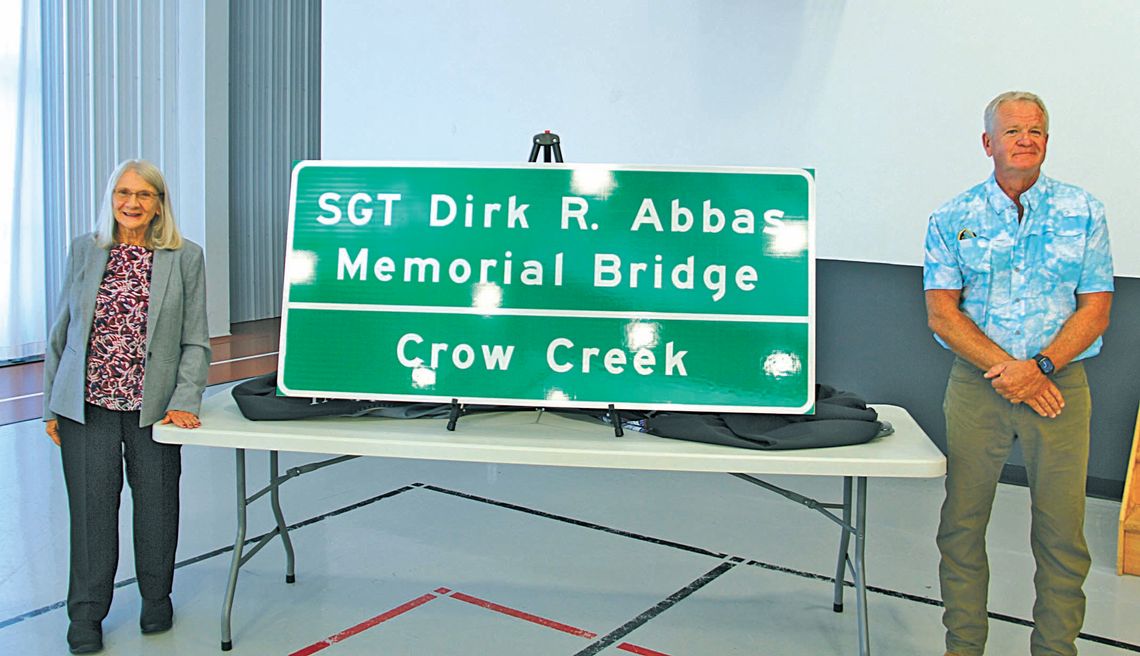 SGT Dirk R. Abbas
Memorial Bridge
Crow Creek